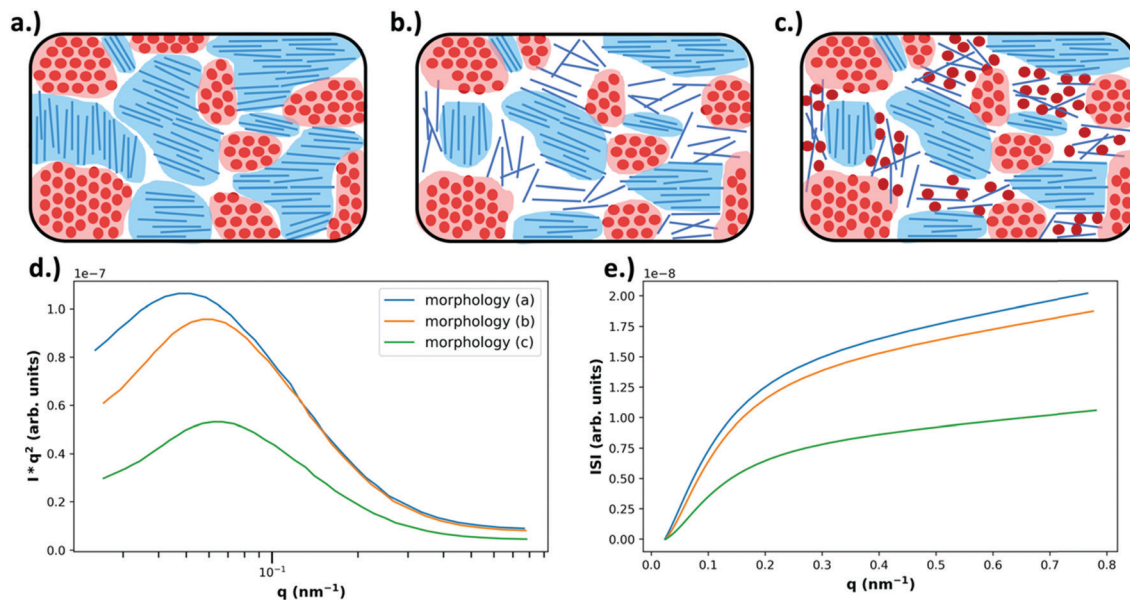 a.)
b.)
c.)
d.)
1e-7
I * q² (arb. units)
1.0
0.8
0.6
0.4
0.2
0.0
10⁻¹
q (nm⁻¹)
morphology (a)
morphology (b)
morphology (c)
e.)
1e-8
ISI (arb. units)
2.00
1.75
1.50
1.25
1.00
0.75
0.50
0.25
0.00
0.0 0.1 0.2 0.3 0.4 0.5 0.6 0.7 0.8
q (nm⁻¹)